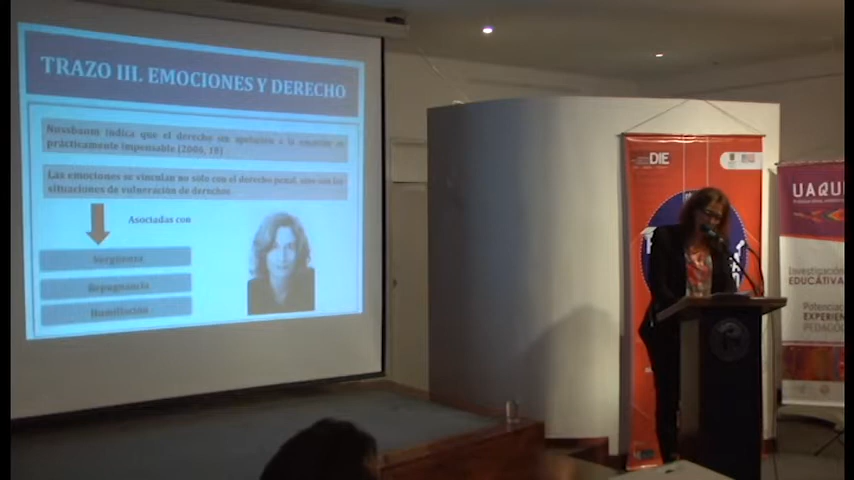 TRAZO III. EMOCIONES Y DERECHO
Nussbaum indica que el derecho sin apelación a la emoción es
prácticamente impensable (2006, 18)
Las emociones se vinculan no sólo con el derecho penal, sino con las
situaciones de vulneración de derechos
Asociadas con
Vergüenza
Repugnancia
Humillación
DIE
UAQU
Investigación
EDUCATIVA
Potencia
EXPERIEN
PEDAGÓ